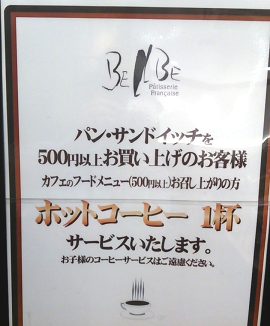 BE BE
Pâtisserie
Française
パン・サンドイッチを
500円以上お買い上げのお客様
カフェのフードメニュー(500円以上)お召し上がりの方
ホットコーヒー 1杯
サービスいたします。
お子様のコーヒーサービスはご遠慮ください。